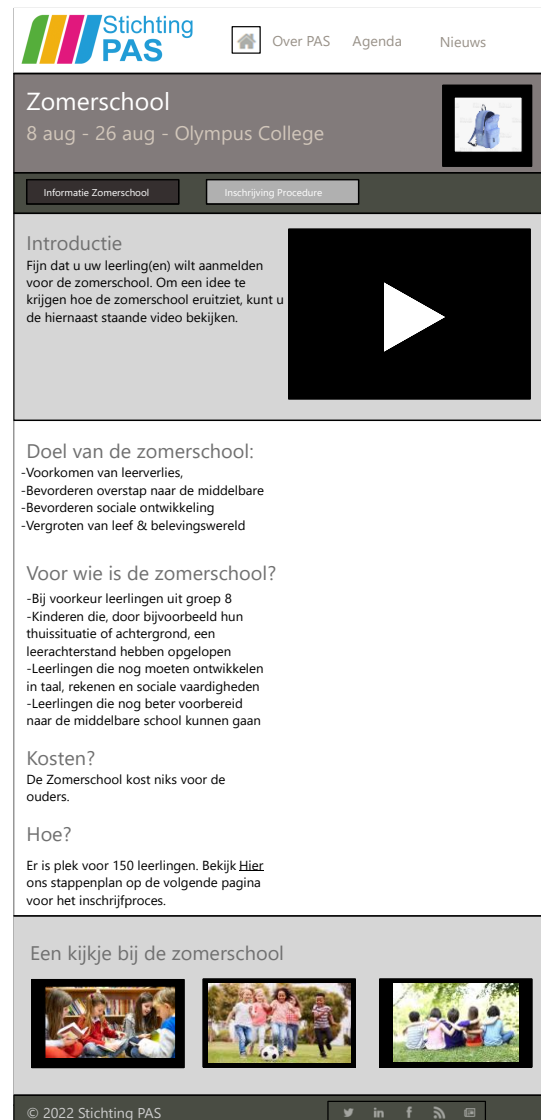 Stichting
PAS
Over PAS Agenda Nieuws
Zomerschool
8 aug - 26 aug - Olympus College
Informatie Zomerschool Inschrijving Procedure
Introductie
Fijn dat u uw leerling(en) wilt aanmelden
voor de zomerschool. Om een idee te
krijgen hoe de zomerschool eruitziet, kunt u
de hiernaast staande video bekijken.
Doel van de zomerschool:
-Voorkomen van leerverlies,
-Bevorderen overstap naar de middelbare
-Bevorderen sociale ontwikkeling
-Vergroten van leef & belevingswereld
Voor wie is de zomerschool?
-Bij voorkeur leerlingen uit groep 8
-Kinderen die, door bijvoorbeeld hun
thuissituatie of achtergrond, een
leerachterstand hebben opgelopen
-Leerlingen die nog moeten ontwikkelen
in taal, rekenen en sociale vaardigheden
-Leerlingen die nog beter voorbereid
naar de middelbare school kunnen gaan
Kosten?
De Zomerschool kost niks voor de
ouders.
Hoe?
Er is plek voor 150 leerlingen. Bekijk Hier
ons stappenplan op de volgende pagina
voor het inschrijfproces.
Een kijkje bij de zomerschool
© 2022 Stichting PAS